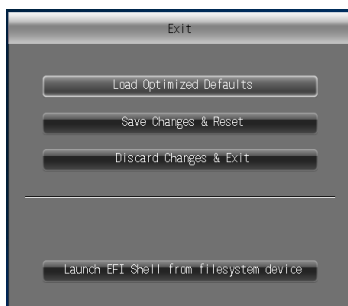 Exit
Load Optimized Defaults
Save Changes & Reset
Discard Changes & Exit
Launch EFI Shell from filesystem device